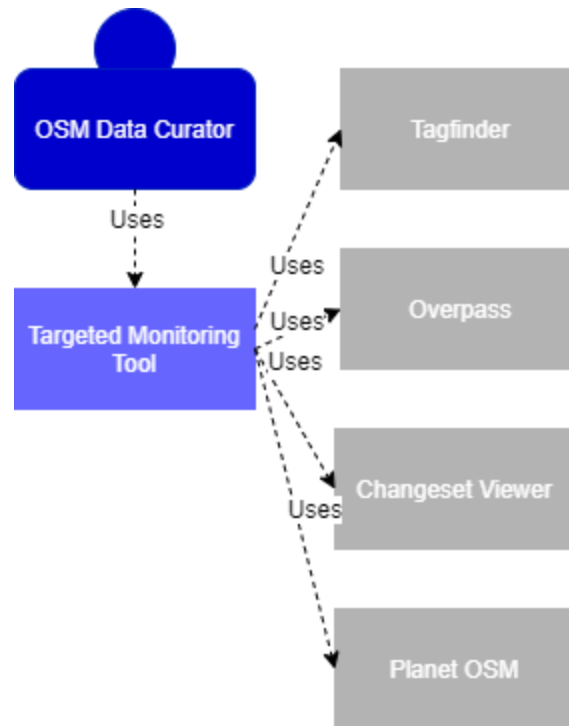 OSM Data Curator
Tagfinder
Uses
Uses
Targeted Monitoring
Tool
Uses
Overpass
Uses
Changeset Viewer
Uses
Planet OSM